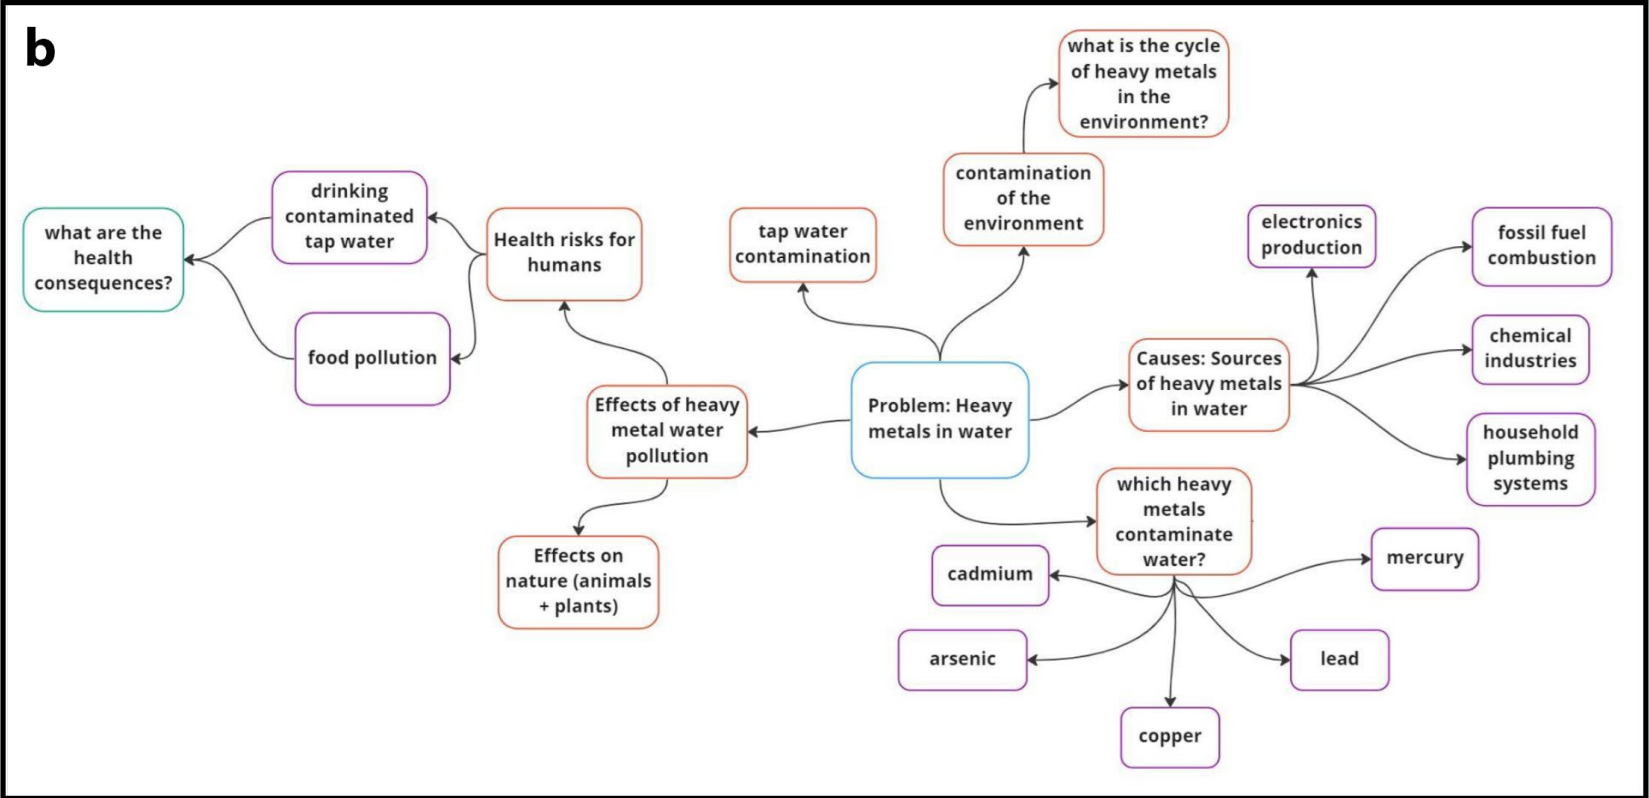 b
what is the cycle
of heavy metals
in the
environment?
contamination
of the
environment
tap water
contamination
drinking
contaminated
tap water
what are the
health
consequences?
Health risks for
humans
food pollution
electronics
production
fossil fuel
combustion
chemical
industries
household
plumbing
systems
Causes: Sources
of heavy metals
in water
Problem: Heavy
metals in water
Effects of heavy
metal water
pollution
Effects on
nature (animals
+ plants)
which heavy
metals
contaminate
water?
cadmium
mercury
arsenic
lead
copper